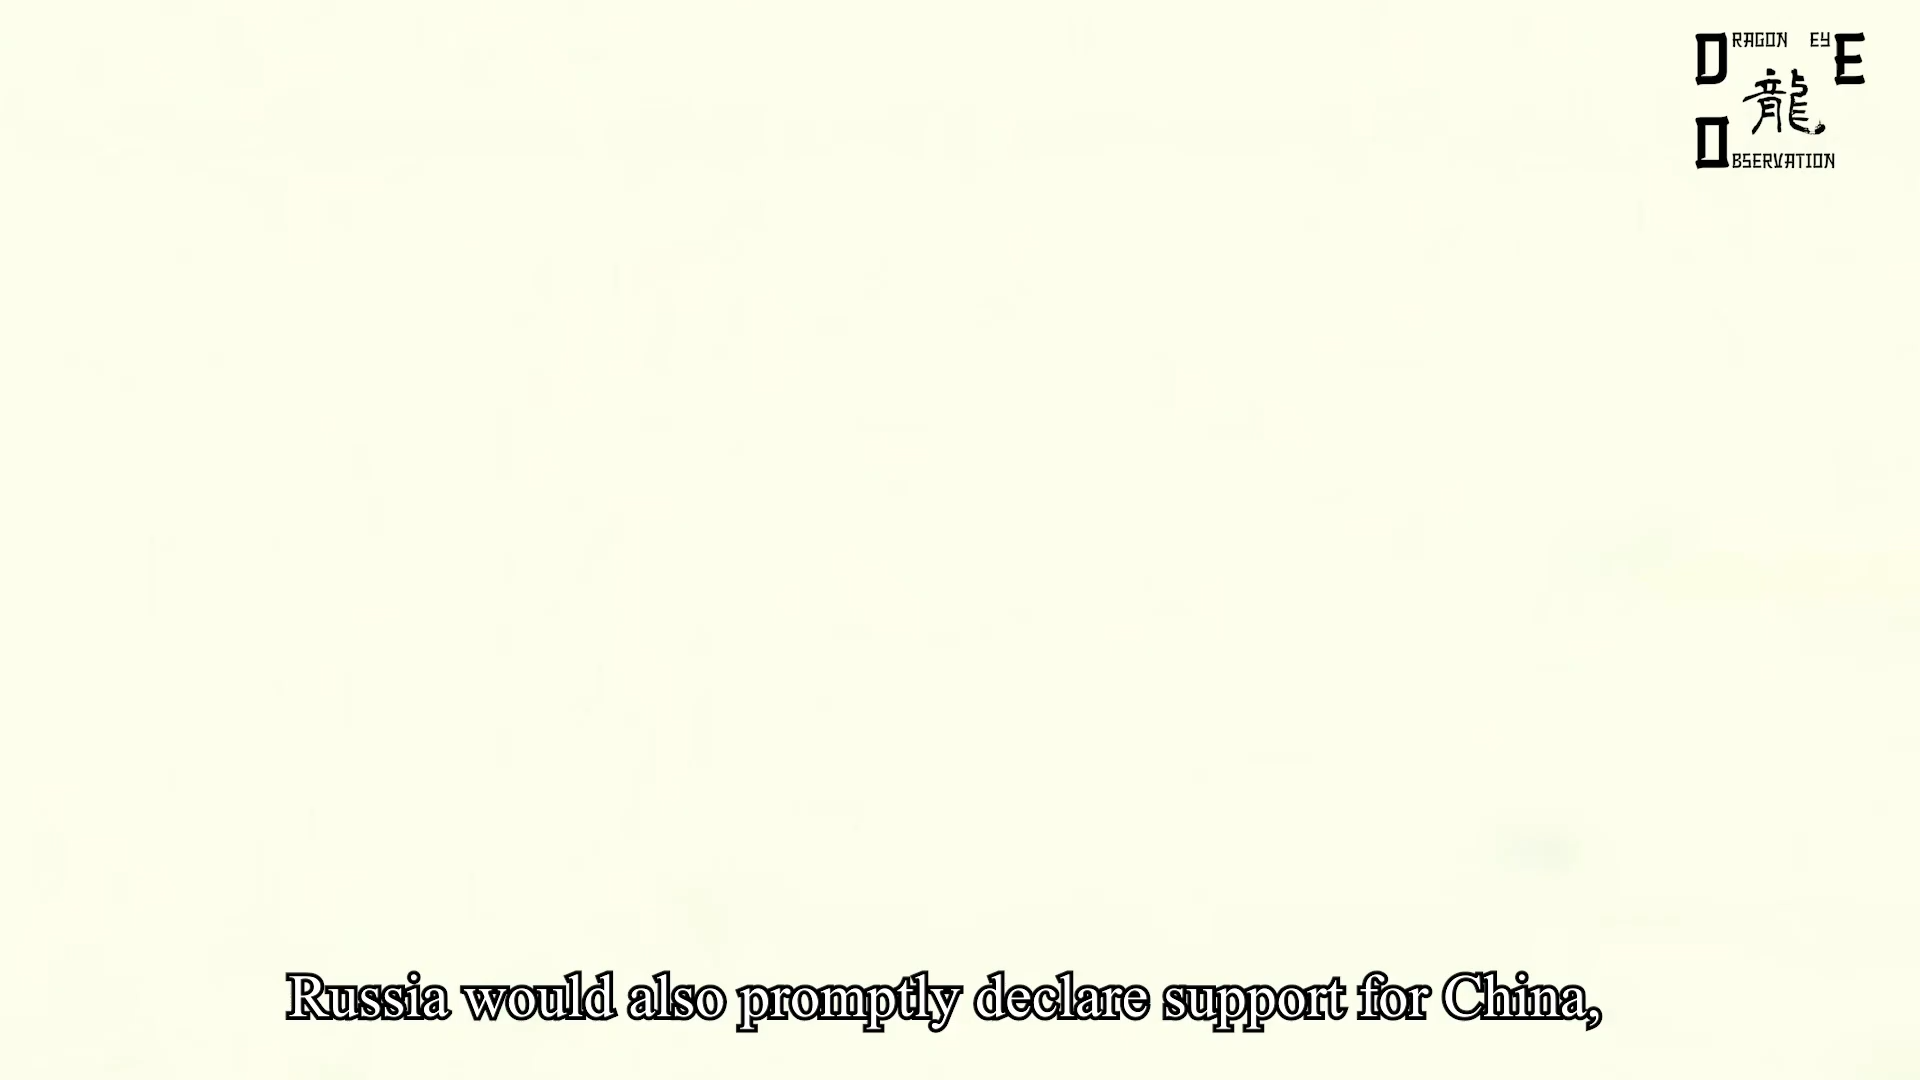 DRAGON EYE
龍
OBSERVATION
Russia would also promptly declare support for China,